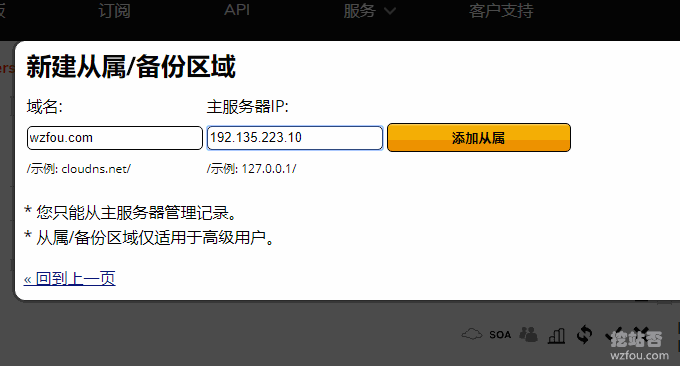 订阅 API 服务 客户支持
新建从属/备份区域
域名: 主服务器IP:
wzfou.com 192.135.223.10 添加从属
/示例: cloudns.net/ /示例: 127.0.0.1/
* 您只能从主服务器管理记录。
* 从属/备份区域仅适用于高级用户。
« 回到上一页
SOA
挖站否
wzfou.com